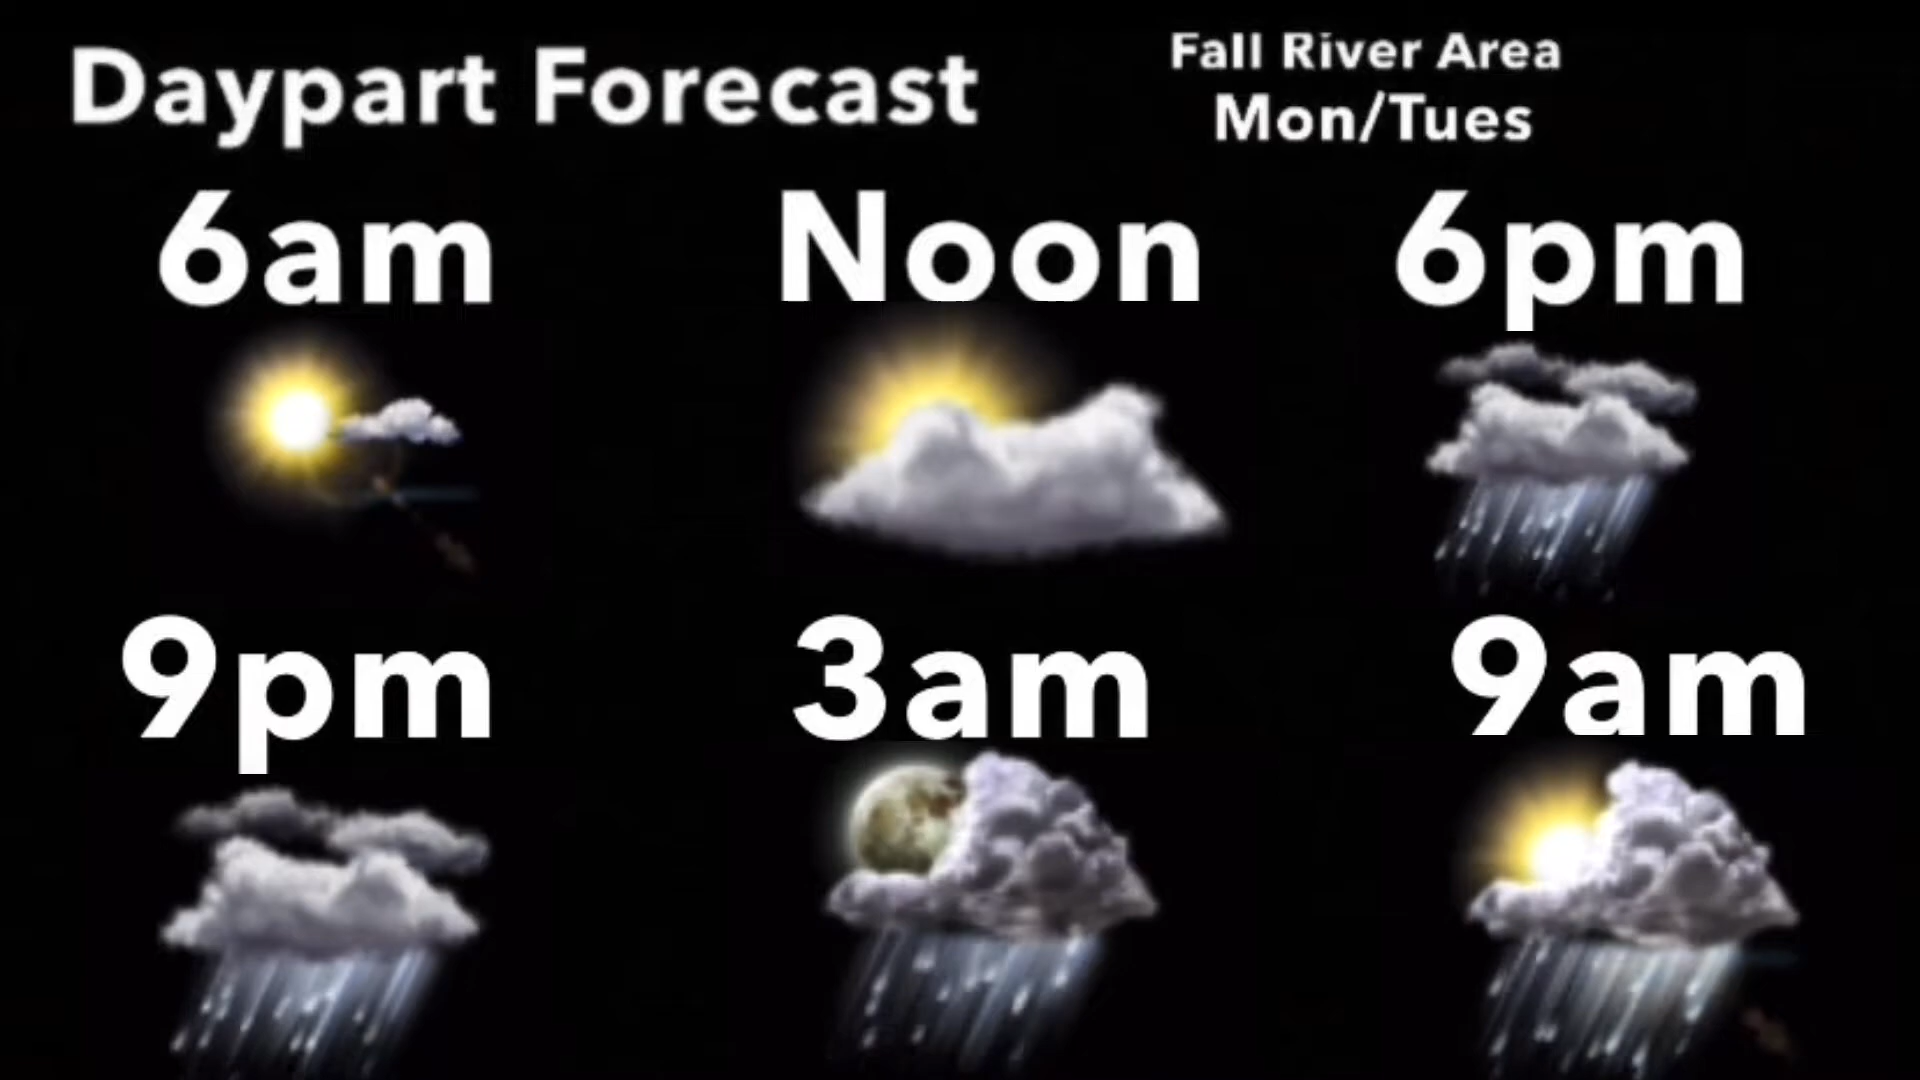 Daypart Forecast
Fall River Area
Mon/Tues
6am
Noon
6pm
9pm
3am
9am